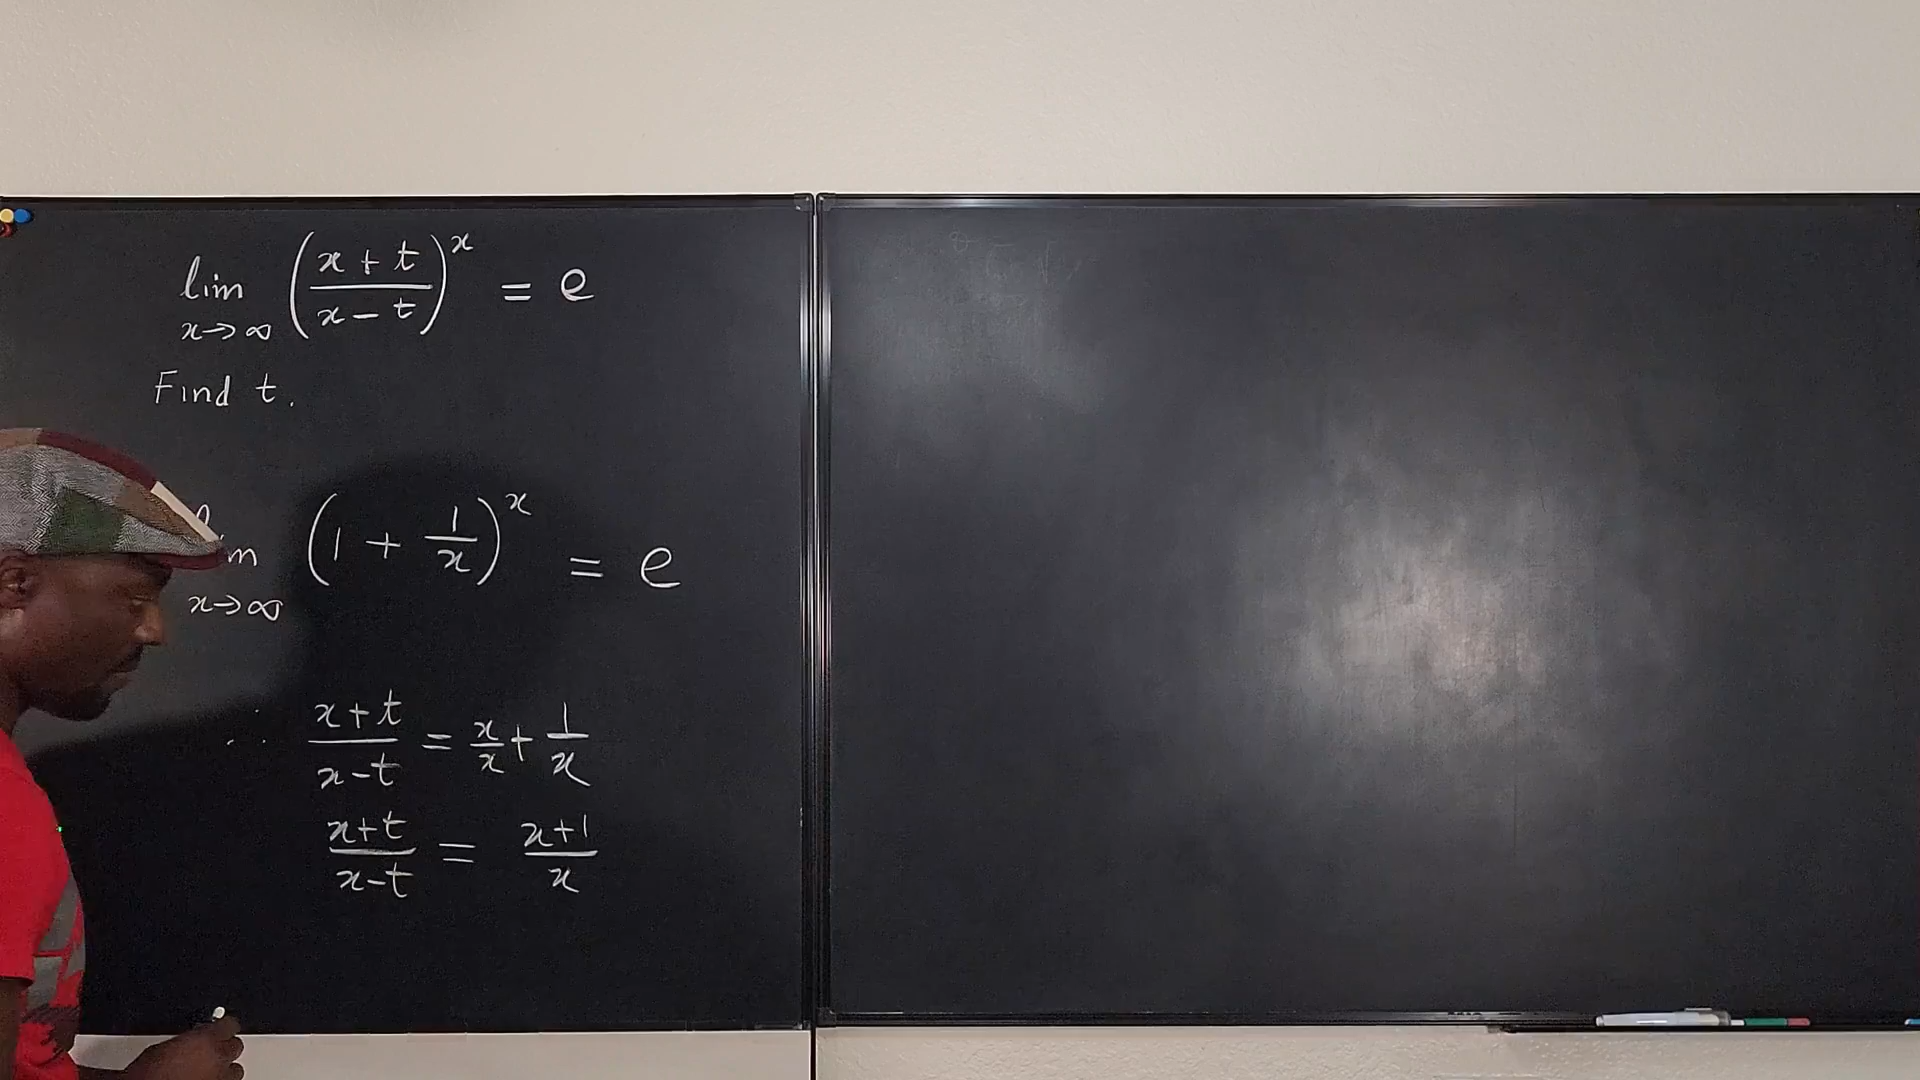 lim x→∞ ((x + t)/(x − t))^x = e
Find t.
x→∞ (1 + 1/x)^x = e
∴ (x+t)/(x−t) = x/x + 1/x
(x+t)/(x−t) = (x+1)/x